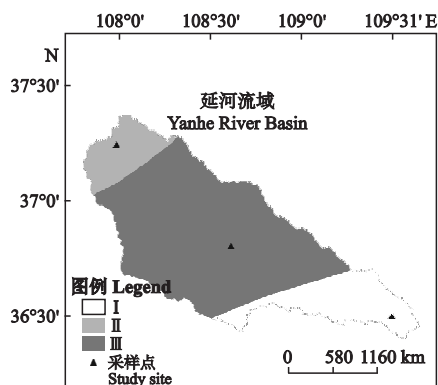 108°0' 108°30' 109°0' 109°31' E
N
37°30'
37°0'
36°30'
延河流域
Yanhe River Basin
图例 Legend
Ⅰ
Ⅱ
Ⅲ
采样点
Study site
0 580 1160 km